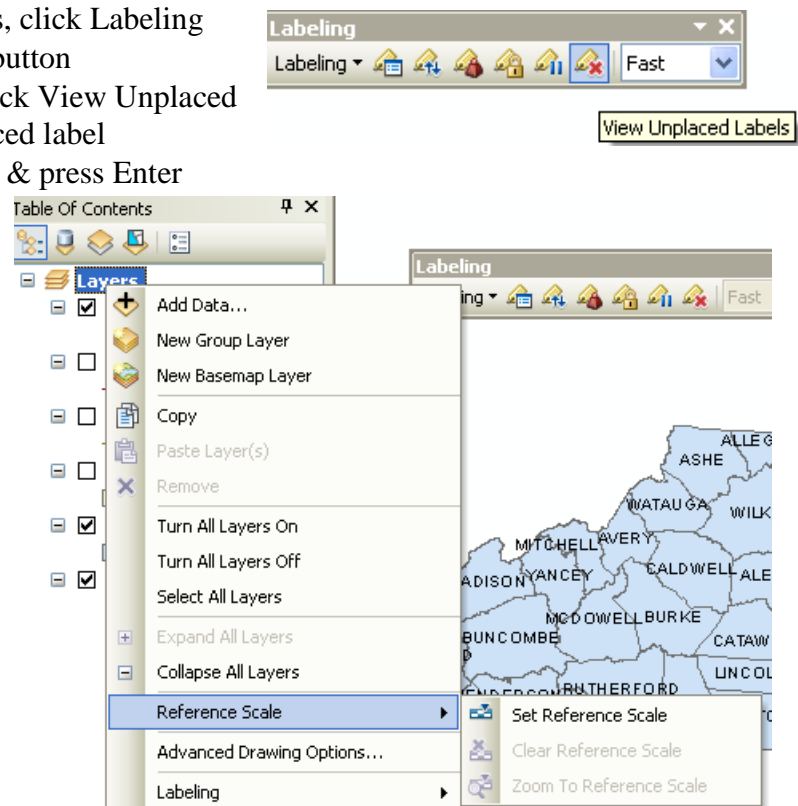 s, click Labeling
button
ck View Unplaced
ced label
& press Enter
Labeling
Labeling
Fast
View Unplaced Labels
Table Of Contents
Layers
Add Data...
New Group Layer
New Basemap Layer
Copy
Paste Layer(s)
Remove
Turn All Layers On
Turn All Layers Off
Select All Layers
Expand All Layers
Collapse All Layers
Reference Scale
Advanced Drawing Options...
Labeling
Set Reference Scale
Clear Reference Scale
Zoom To Reference Scale
Labeling
ing
Fast
ALLEG
ASHE
WATAUGA
WILK
MITCHELL
AVERY
ADISON
YANCEY
CALDWELL
ALE
MCDOWELL
BURKE
BUNCOMBE
CATAW
LINCOL
ENDERSON
RUTHERFORD